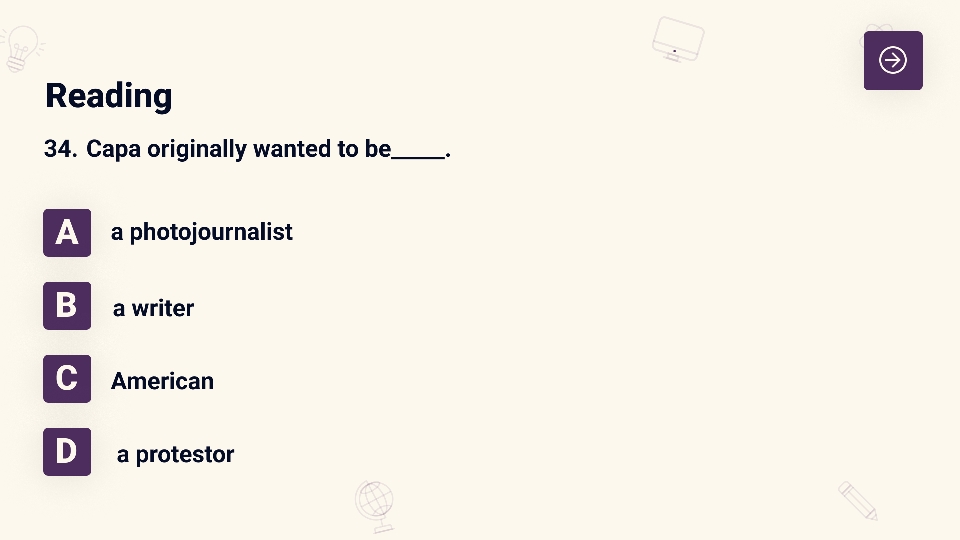 Reading
34. Capa originally wanted to be_____.
A a photojournalist
B a writer
C American
D a protestor